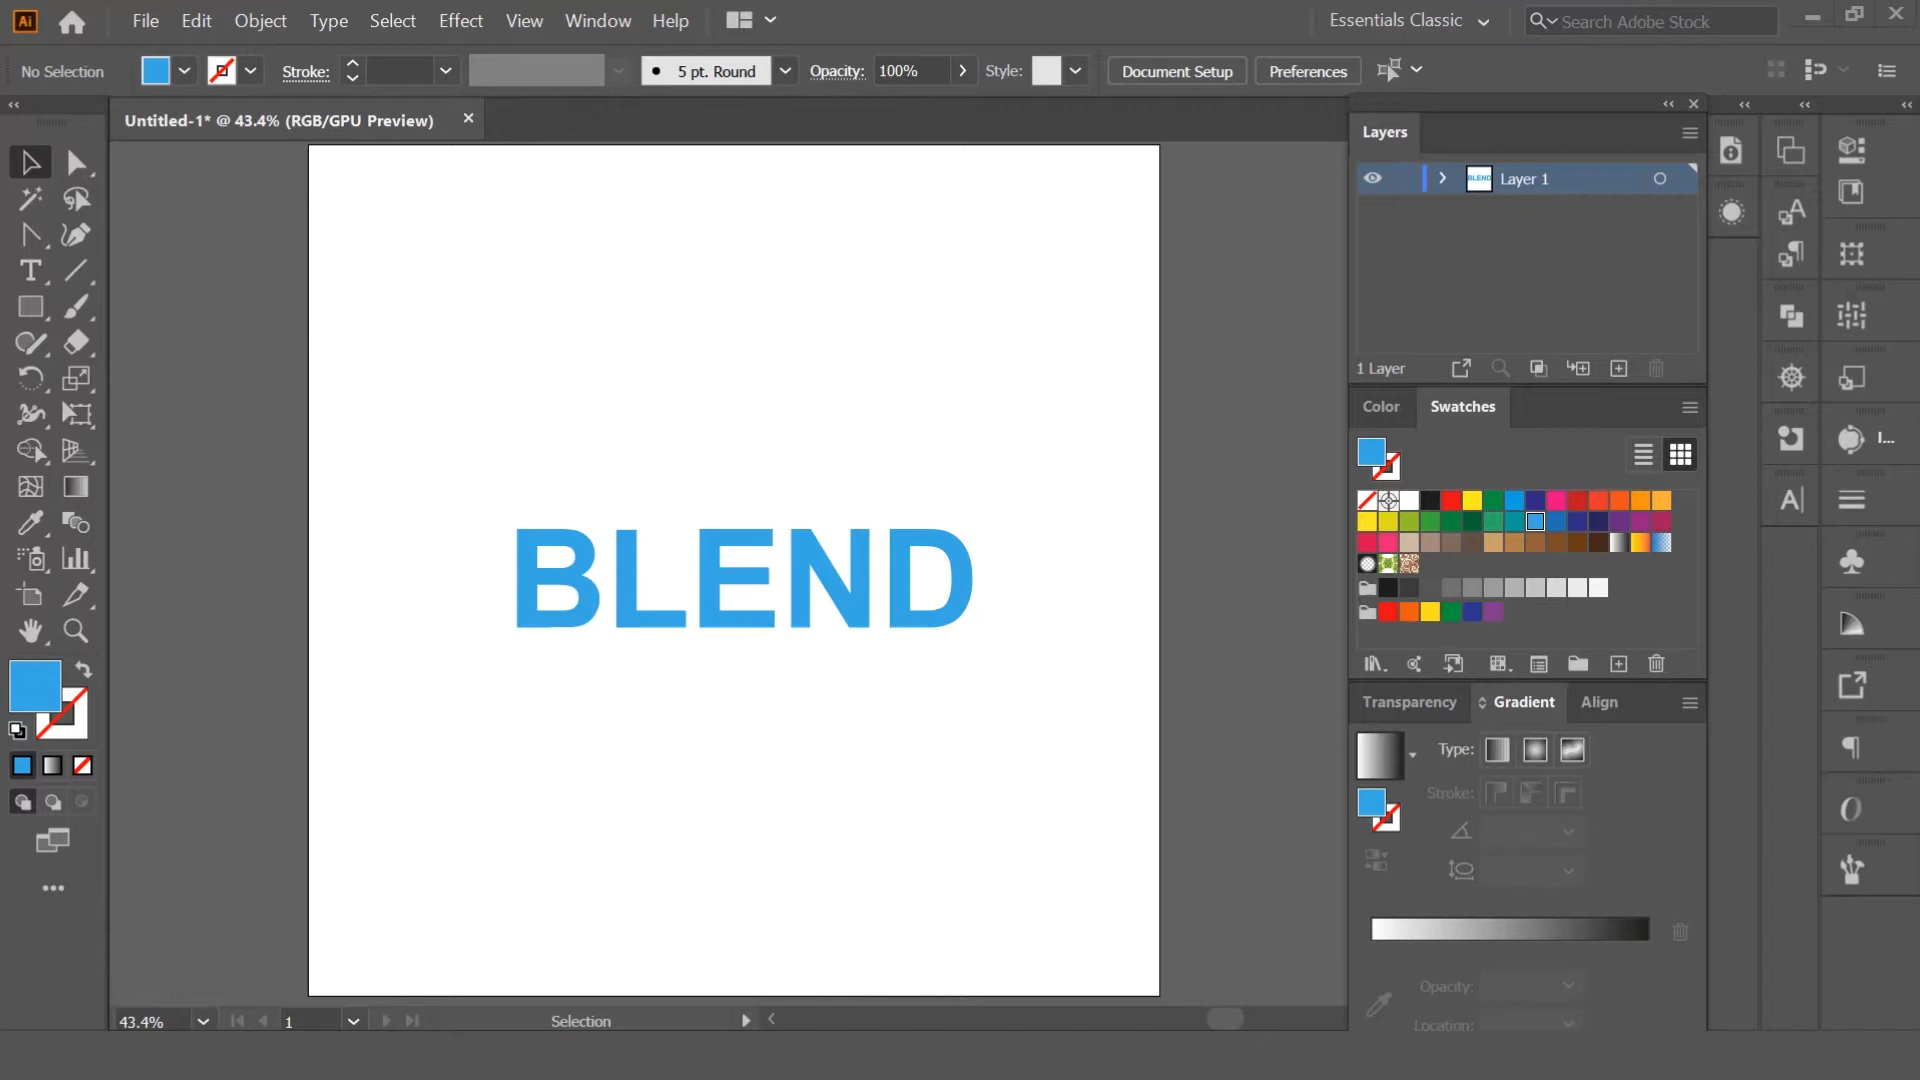 Ai File Edit Object Type Select Effect View Window Help Essentials Classic Search Adobe Stock
No Selection Stroke: 5 pt. Round Opacity: 100% Style: Document Setup Preferences
Untitled-1* @ 43.4% (RGB/GPU Preview)
Layers
BLEND Layer 1
1 Layer
Color Swatches
I...
BLEND
Transparency Gradient Align
Type:
Stroke:
Opacity:
Location:
43.4% 1 Selection